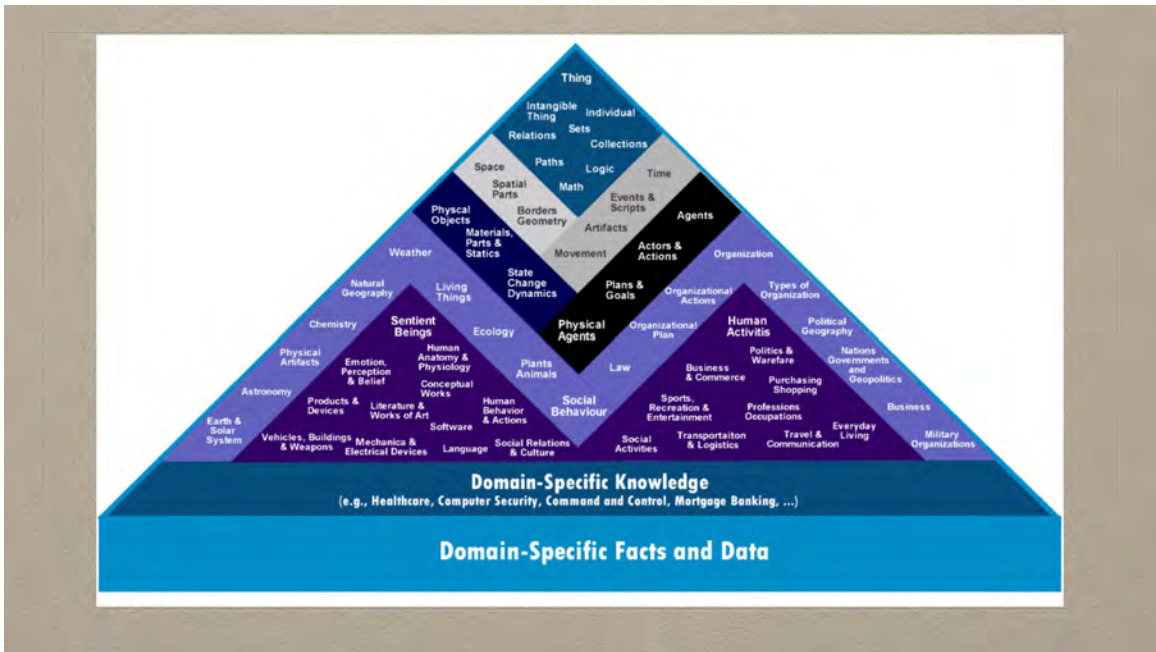 Thing
Intangible
Thing
Individual
Sets
Relations
Collections
Paths
Logic
Math
Space
Spatial
Parts
Borders
Geometry
Time
Events &
Scripts
Artifacts
Movement
Physcal
Objects
Materials,
Parts &
Statics
State
Change
Dynamics
Agents
Actors &
Actions
Plans &
Goals
Physical
Agents
Weather
Natural
Geography
Living
Things
Chemistry
Ecology
Physical
Artifacts
Plants
Animals
Astronomy
Earth &
Solar
System
Social
Behaviour
Law
Organization
Organizational
Actions
Types of
Organization
Organizational
Plan
Political
Geography
Nations
Governments
and
Geopolitics
Business
Military
Organizations
Sentient
Beings
Human
Anatomy &
Physiology
Emotion,
Perception
& Belief
Conceptual
Works
Products &
Devices
Literature &
Works of Art
Human
Behavior
& Actions
Software
Vehicles, Buildings
& Weapons
Mechanica &
Electrical Devices
Language
Social Relations
& Culture
Human
Activitis
Politics &
Warefare
Business
& Commerce
Purchasing
Shopping
Sports,
Recreation &
Entertainment
Professions
Occupations
Everyday
Living
Social
Activities
Transportaiton
& Logistics
Travel &
Communication
Domain-Specific Knowledge
(e.g., Healthcare, Computer Security, Command and Control, Mortgage Banking, ...)
Domain-Specific Facts and Data